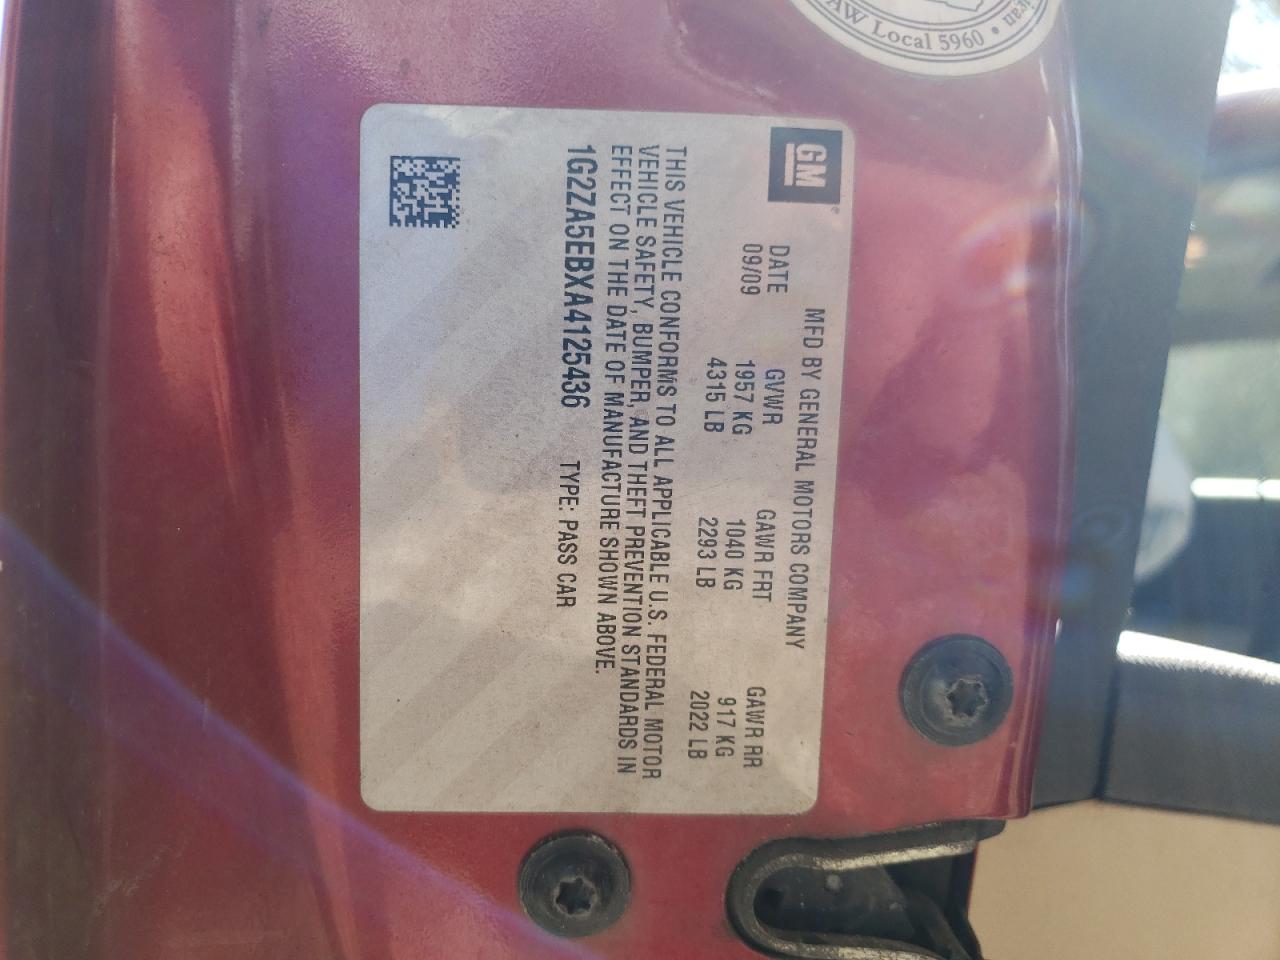 AW Local 5960 •
GM
MFD BY GENERAL MOTORS COMPANY
DATE GVWR GAWR FRT GAWR RR
09/09 1957 KG 1040 KG 917 KG
4315 LB 2293 LB 2022 LB
THIS VEHICLE CONFORMS TO ALL APPLICABLE U.S. FEDERAL MOTOR
VEHICLE SAFETY, BUMPER, AND THEFT PREVENTION STANDARDS IN
EFFECT ON THE DATE OF MANUFACTURE SHOWN ABOVE.
1G2ZA5EBXA4125436 TYPE: PASS CAR